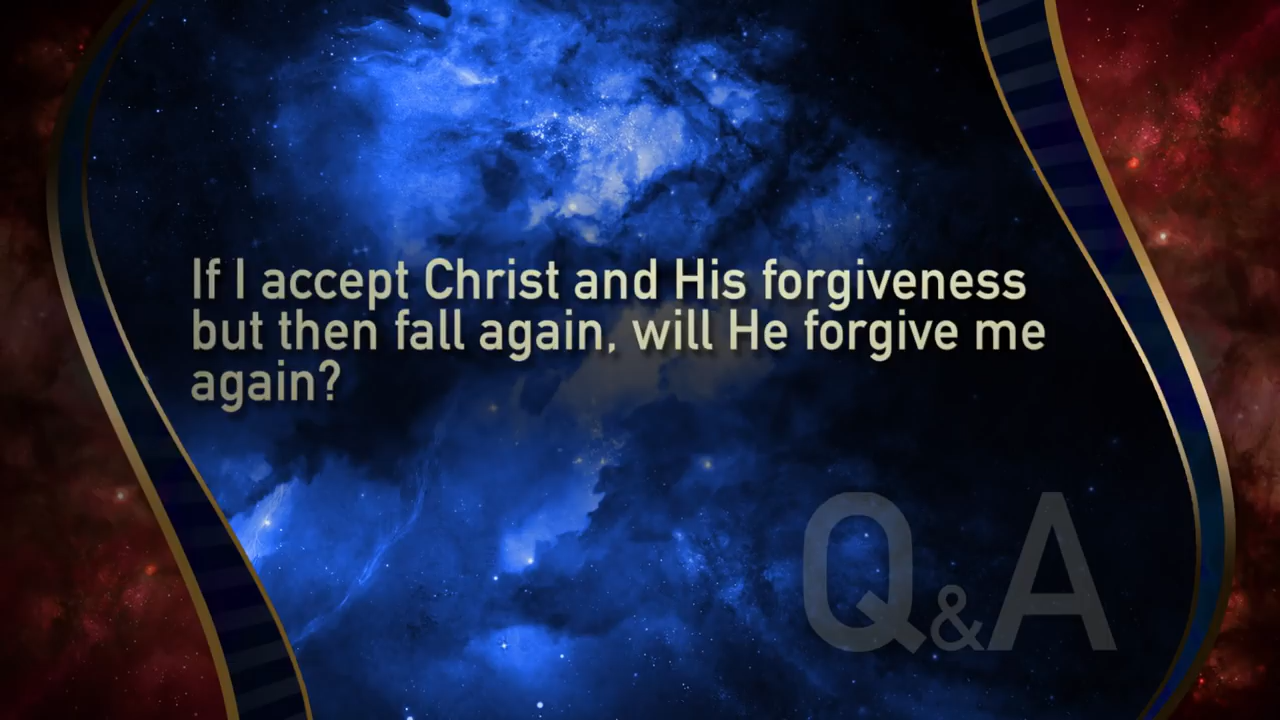 If I accept Christ and His forgiveness
but then fall again, will He forgive me
again?
Q&A